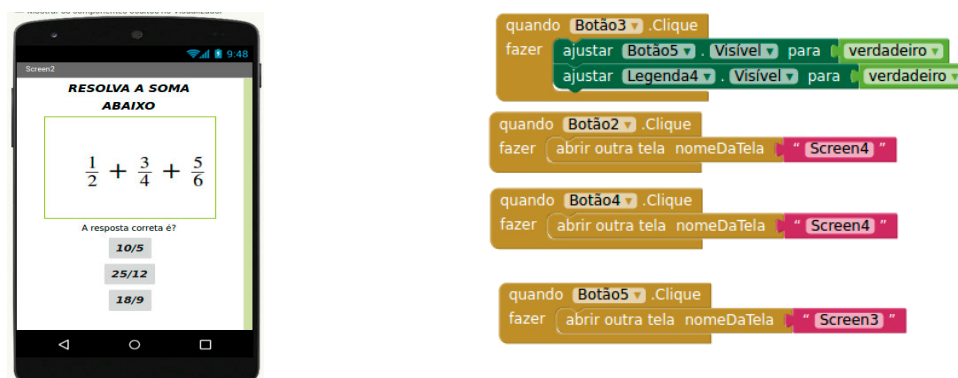 9:48
Screen2
RESOLVA A SOMA
ABAIXO
1/2 + 3/4 + 5/6
A resposta correta é?
10/5
25/12
18/9
quando Botão3 .Clique
fazer ajustar Botão5 . Visível para verdadeiro
ajustar Legenda4 . Visível para verdadeiro
quando Botão2 .Clique
fazer abrir outra tela nomeDaTela " Screen4 "
quando Botão4 .Clique
fazer abrir outra tela nomeDaTela " Screen4 "
quando Botão5 .Clique
fazer abrir outra tela nomeDaTela " Screen3 "